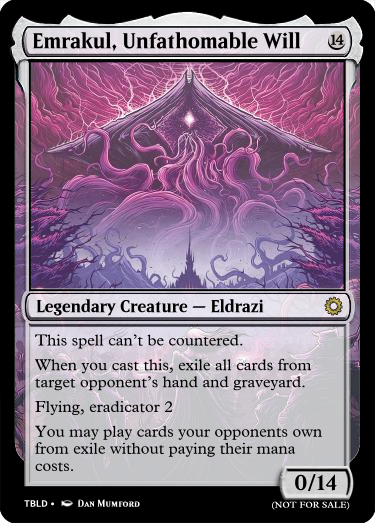 Emrakul, Unfathomable Will
14
Legendary Creature — Eldrazi
This spell can't be countered.
When you cast this, exile all cards from
target opponent's hand and graveyard.
Flying, eradicator 2
You may play cards your opponents own
from exile without paying their mana
costs.
0/14
TBLD • Dan Mumford
(NOT FOR SALE)